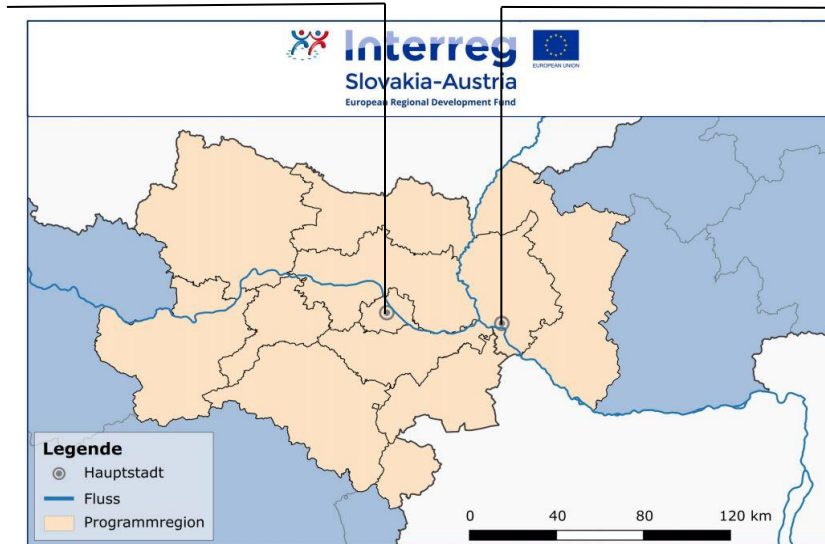 Interreg
EUROPEAN UNION
Slovakia-Austria
European Regional Development Fund
Legende
Hauptstadt
Fluss
Programmregion
0 40 80 120 km